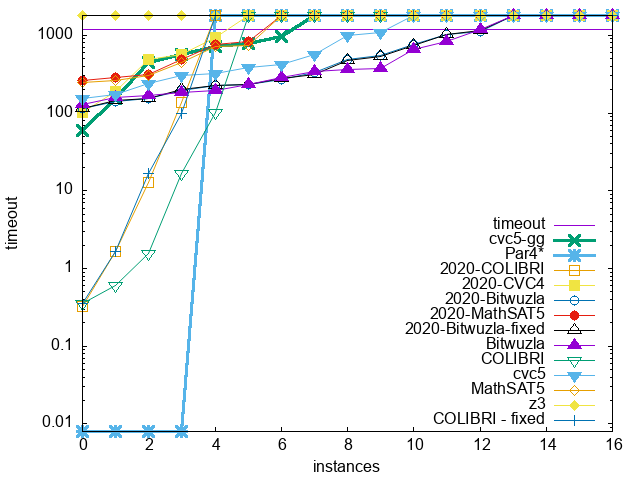 1000
100
10
1
0.1
0.01
timeout
timeout
cvc5-gg
Par4*
2020-COLIBRI
2020-CVC4
2020-Bitwuzla
2020-MathSAT5
2020-Bitwuzla-fixed
Bitwuzla
COLIBRI
cvc5
MathSAT5
z3
COLIBRI - fixed
0 2 4 6 8 10 12 14 16
instances